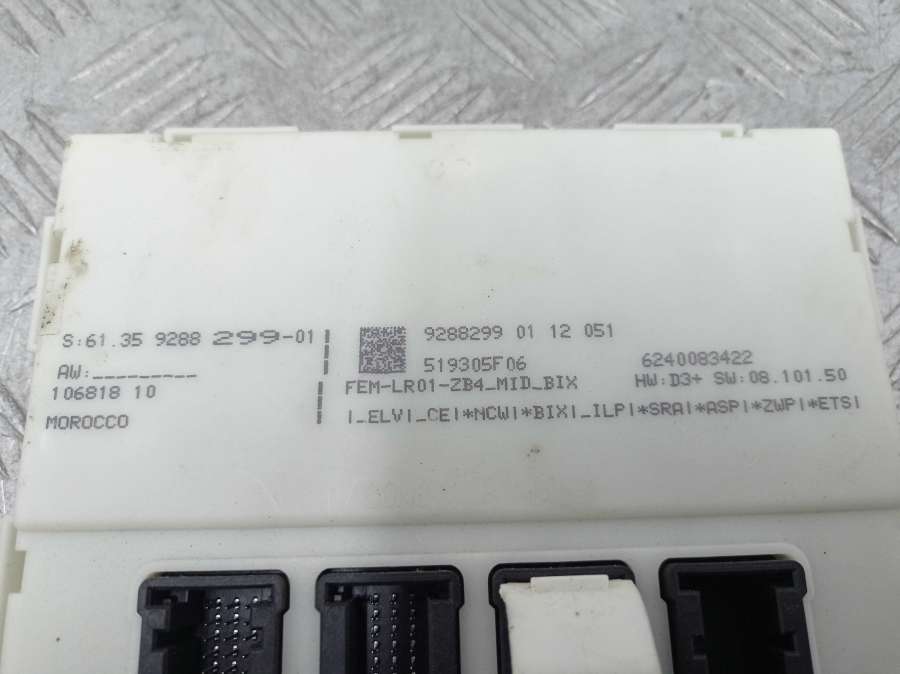 S:61.35 9288 299-01
AW:_________
106818 10
MOROCCO
9288299 01 12 051
519305F06
6240083422
FEM-LR01-ZB4_MID_BIX
HW:D3+ SW:08.101.50
|_ELV|_CE|*NCW|*BIX|_ILP|*SRA|*ASP|*ZWP|*ETS|